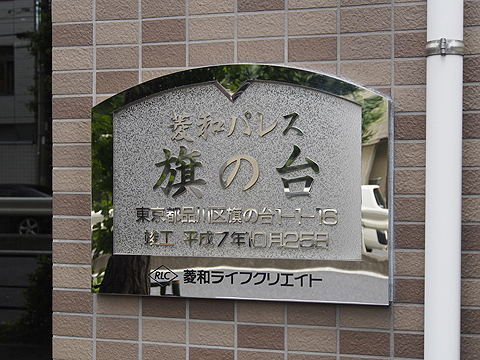 菱和パレス
旗の台
東京都品川区旗の台1-1-16
竣工 平成7年10月25日
RLC 菱和ライフクリエイト